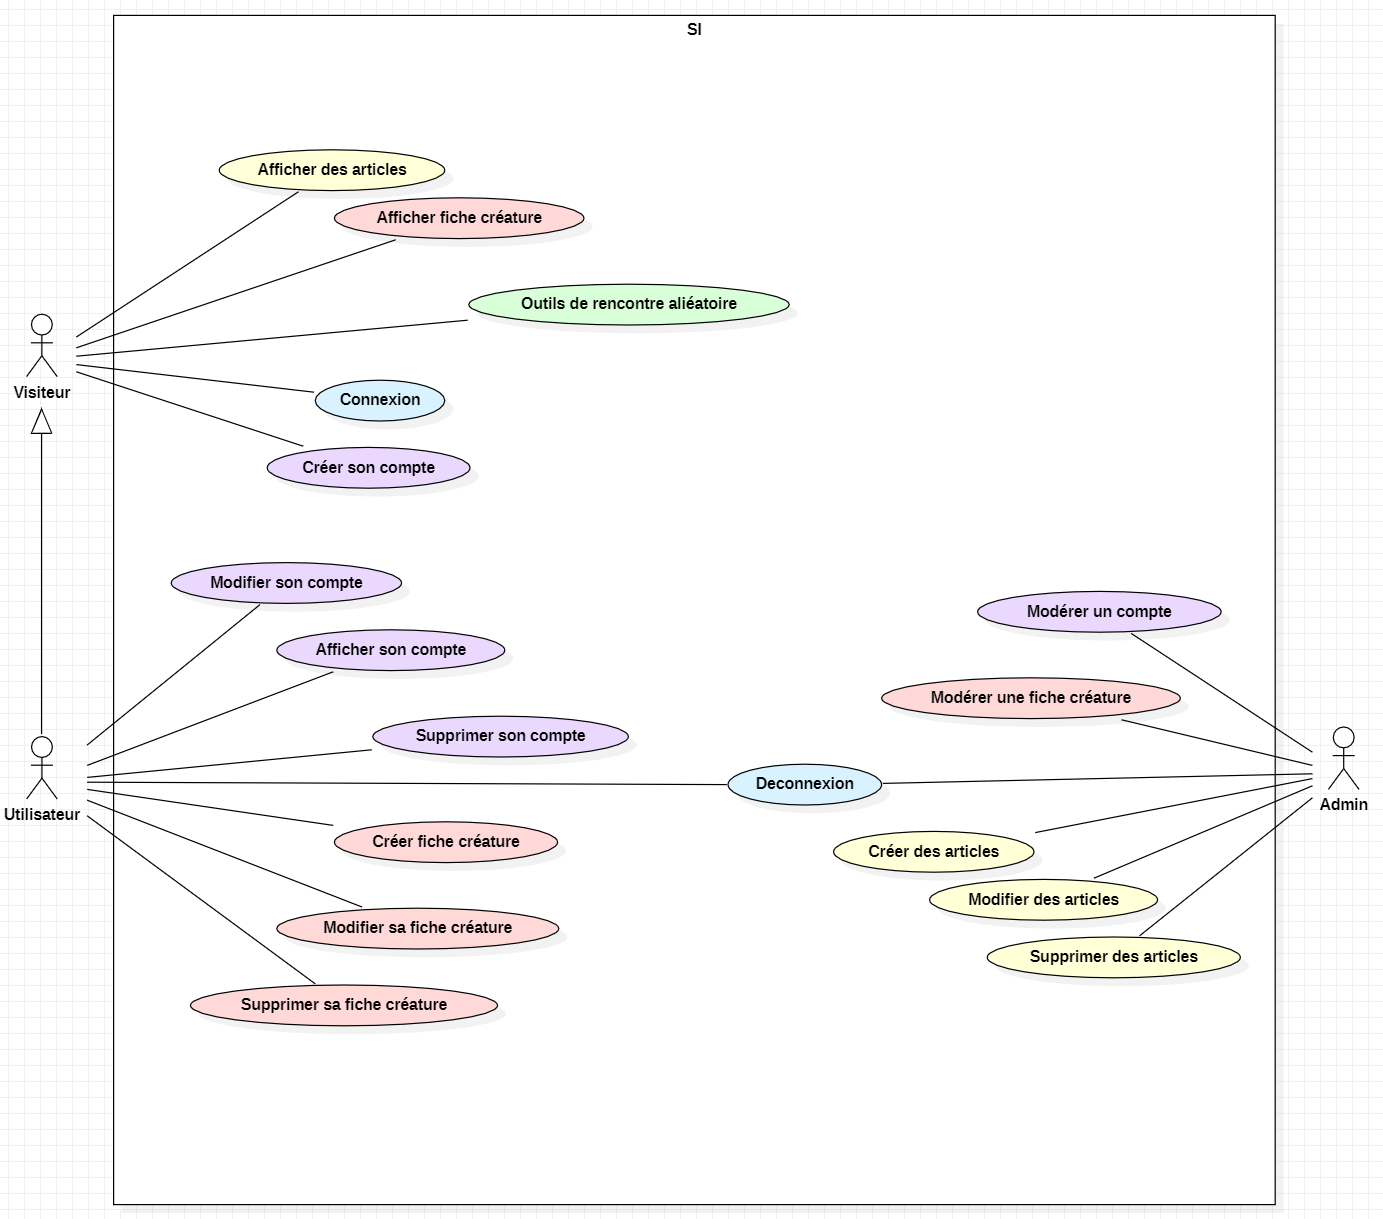 SI
Afficher des articles
Afficher fiche créature
Outils de rencontre aliéatoire
Visiteur
Connexion
Créer son compte
Modifier son compte
Modérer un compte
Afficher son compte
Modérer une fiche créature
Supprimer son compte
Deconnexion
Utilisateur
Admin
Créer fiche créature
Créer des articles
Modifier des articles
Modifier sa fiche créature
Supprimer des articles
Supprimer sa fiche créature